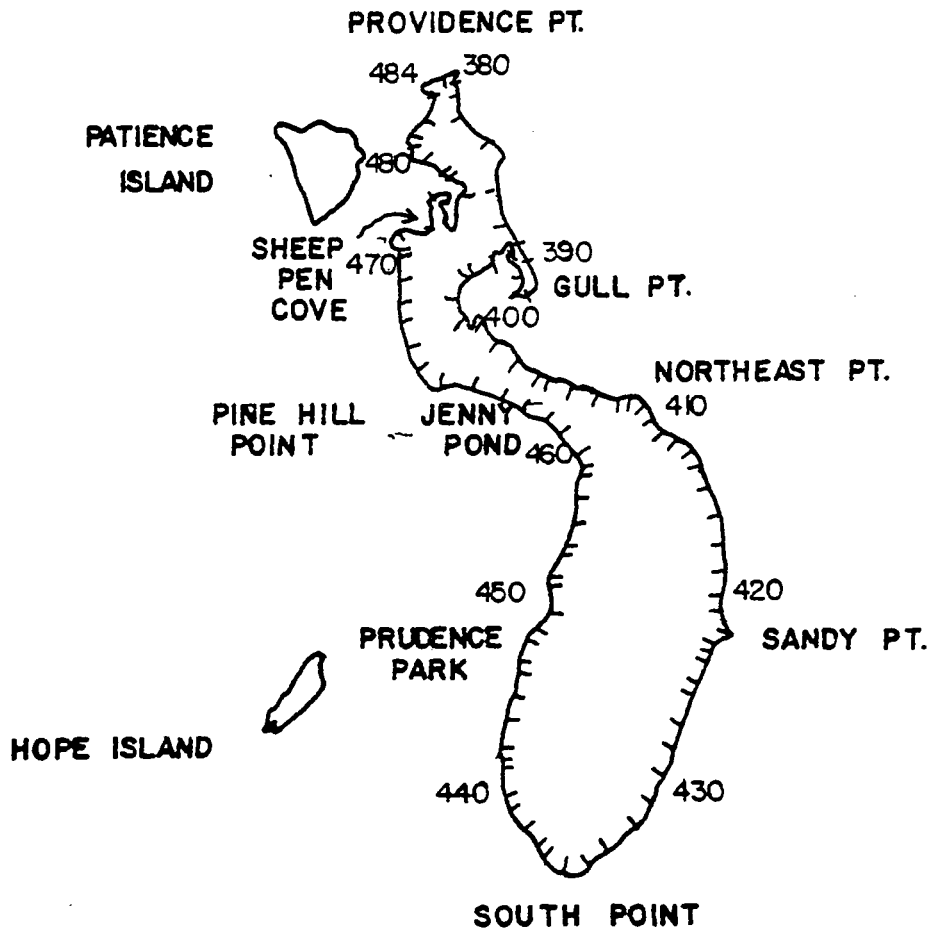 PROVIDENCE PT.
484
380
PATIENCE
ISLAND
480
SHEEP
PEN
COVE
470
390
GULL PT.
400
NORTHEAST PT.
410
PINE HILL
POINT
JENNY
POND
460
450
420
PRUDENCE
PARK
SANDY PT.
HOPE ISLAND
440
430
SOUTH POINT